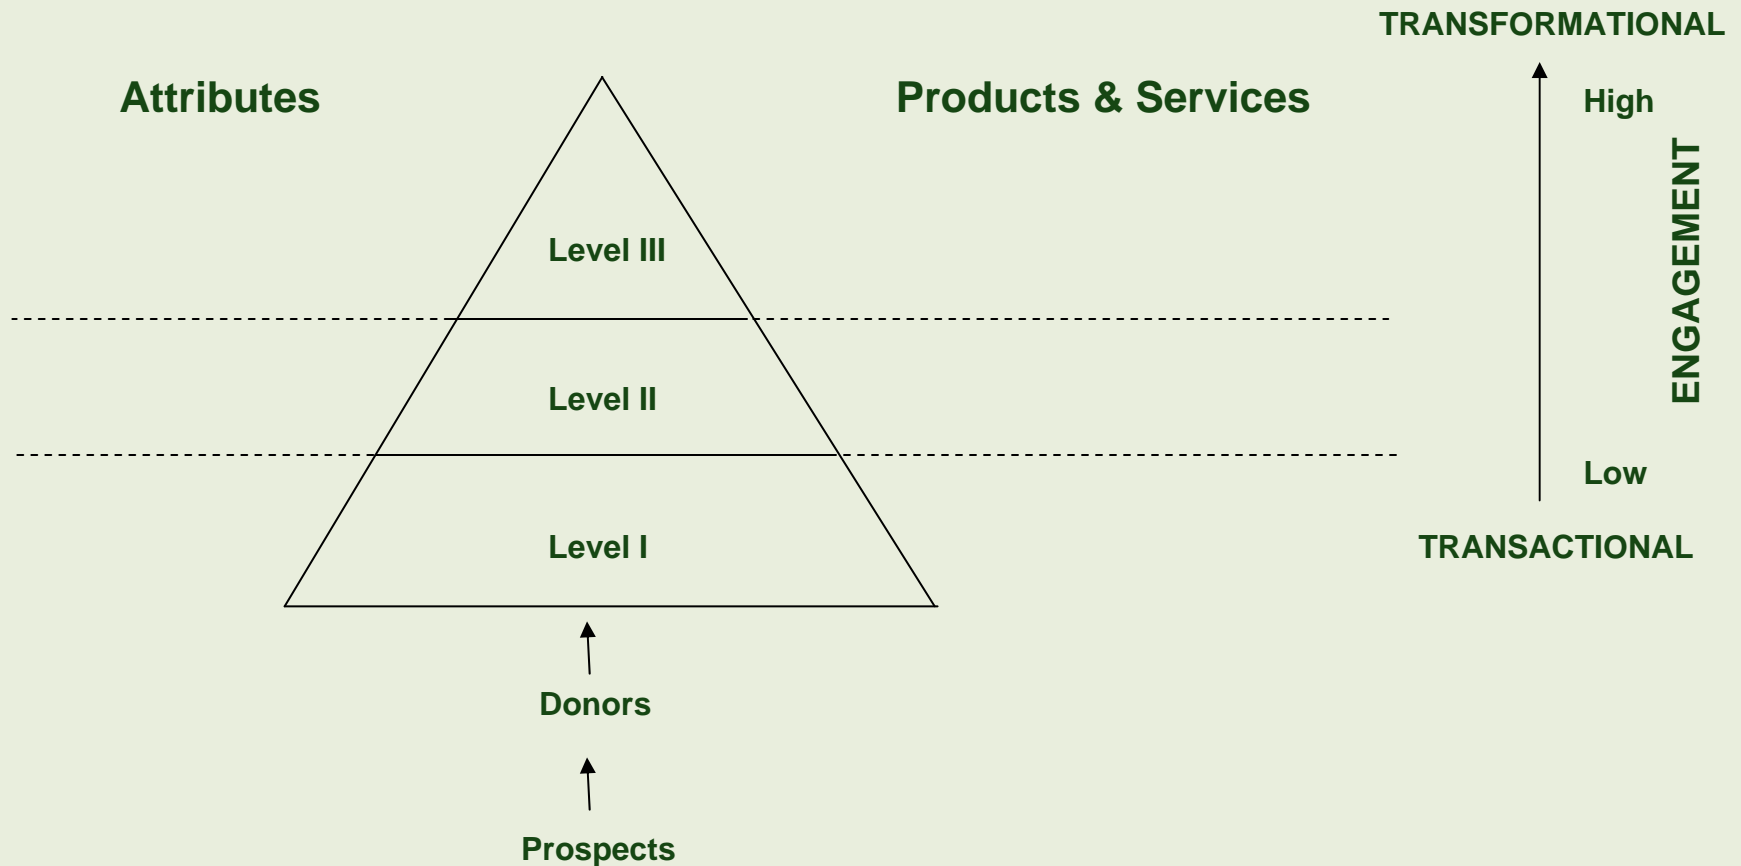 TRANSFORMATIONAL
Attributes
Products & Services
High
ENGAGEMENT
Level III
Level II
Low
Level I
TRANSACTIONAL
Donors
Prospects